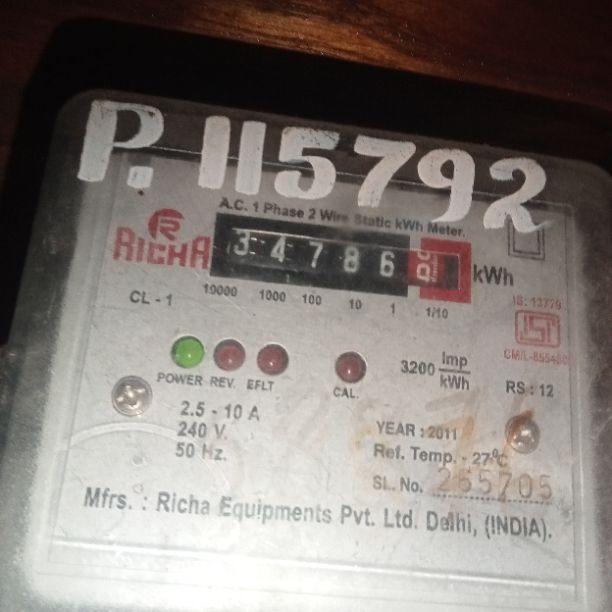 P. 115792
A.C. 1 Phase 2 Wire Static kWh Meter.
RICHA
3 4 7 8 6 kWh
CL - 1
10000 1000 100 10 1 1/10
IS: 13779
ISI
3200 Imp/kWh
POWER REV. EFLT CAL.
RS : 12
2.5 - 10 A
240 V.
50 Hz.
YEAR : 2011
Ref. Temp. - 27°C
SL. No. 265705
Mfrs. : Richa Equipments Pvt. Ltd. Delhi, (INDIA).